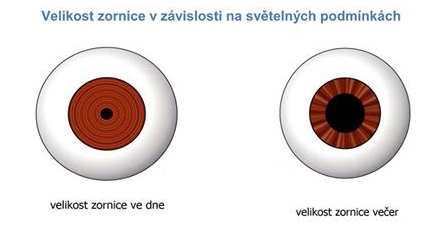 Velikost zornice v závislosti na světelných podmínkách
velikost zornice ve dne
velikost zornice večer